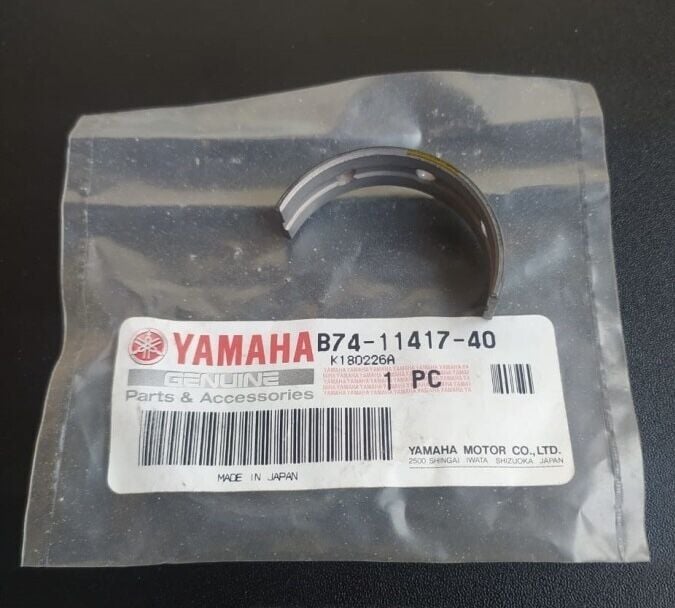 YAMAHA B74-11417-40
K180226A
GENUINE
1 PC
Parts & Accessories
YAMAHA MOTOR CO.,LTD.
2500 SHINGAI IWATA SHIZUOKA JAPAN
MADE IN JAPAN